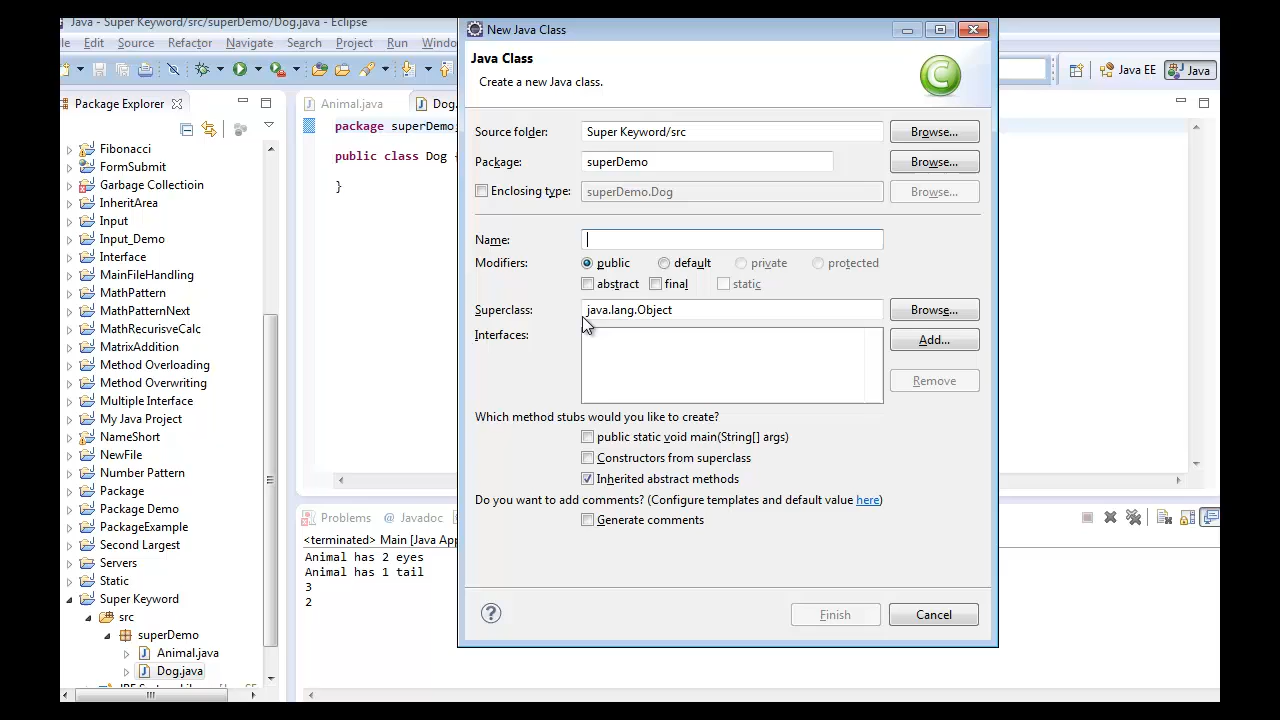 Java - Super Keyword/src/superDemo/Dog.java - Eclipse
Edit Source Refactor Navigate Search Project Run Windo
Java EE Java
Package Explorer
Fibonacci
FormSubmit
Garbage Collectioin
InheritArea
Input
Input_Demo
Interface
MainFileHandling
MathPattern
MathPatternNext
MathRecurisveCalc
MatrixAddition
Method Overloading
Method Overwriting
Multiple Interface
My Java Project
NameShort
NewFile
Number Pattern
Package
Package Demo
PackageExample
Second Largest
Servers
Static
Super Keyword
src
superDemo
Animal.java
Dog.java
Animal.java Dog.
package superDemo;
public class Dog {
}
New Java Class
Java Class
Create a new Java class.
C
Source folder: Super Keyword/src Browse...
Package: superDemo Browse...
Enclosing type: superDemo.Dog Browse...
Name:
Modifiers: public default private protected
abstract final static
Superclass: java.lang.Object Browse...
Interfaces: Add...
Remove
Which method stubs would you like to create?
public static void main(String[] args)
Constructors from superclass
Inherited abstract methods
Do you want to add comments? (Configure templates and default value here)
Generate comments
? Finish Cancel
Problems @ Javadoc
<terminated> Main [Java App
Animal has 2 eyes
Animal has 1 tail
3
2